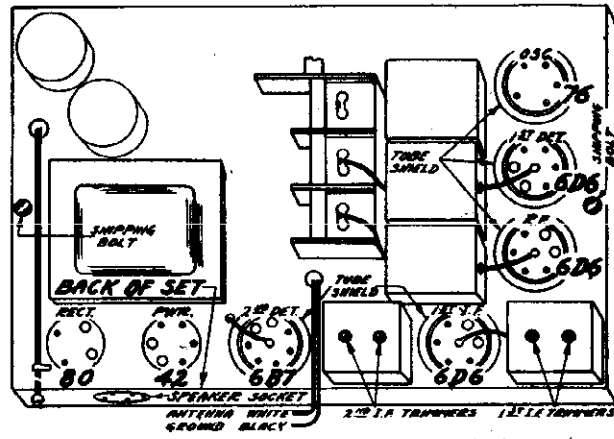 OSC.
76
1ST DET.
6D6
SHIPPING
BOLT
TUBE
SHIELD
R.F.
6D6
SHIPPING
BOLT
BACK OF SET
TUBE
SHIELD
RECT.
80
PWR.
42
2ND DET.
6B7
1ST I.F.
6D6
SPEAKER SOCKET
ANTENNA WHITE
GROUND BLACK
2ND I.F. TRIMMERS
1ST I.F. TRIMMERS